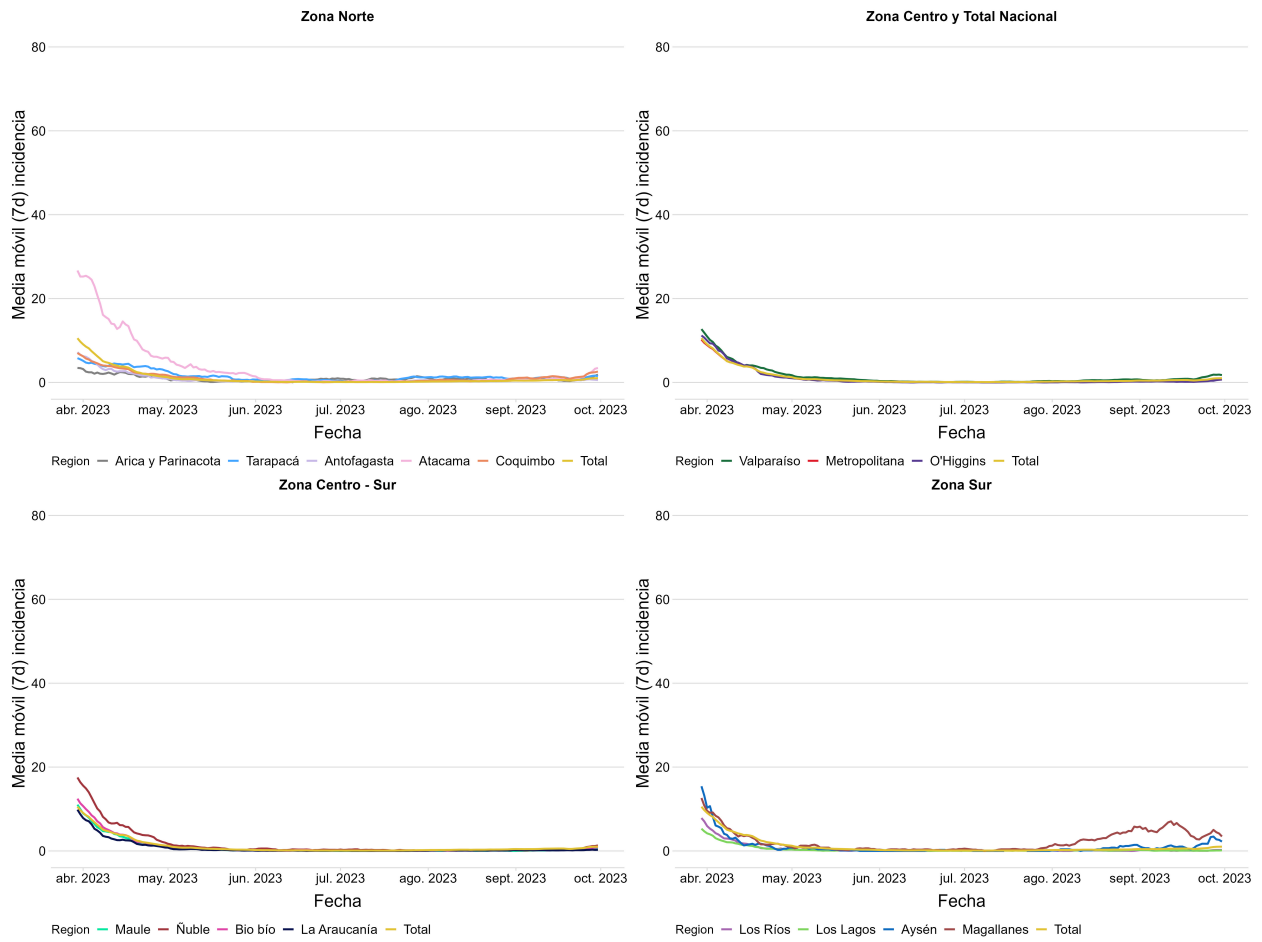 Zona Norte
Media móvil (7d) incidencia
80
60
40
20
0
abr. 2023 may. 2023 jun. 2023 jul. 2023 ago. 2023 sept. 2023 oct. 2023
Fecha
Region Arica y Parinacota Tarapacá Antofagasta Atacama Coquimbo Total
Zona Centro y Total Nacional
Media móvil (7d) incidencia
80
60
40
20
0
abr. 2023 may. 2023 jun. 2023 jul. 2023 ago. 2023 sept. 2023 oct. 2023
Fecha
Region Valparaíso Metropolitana O'Higgins Total
Zona Centro - Sur
Media móvil (7d) incidencia
80
60
40
20
0
abr. 2023 may. 2023 jun. 2023 jul. 2023 ago. 2023 sept. 2023 oct. 2023
Fecha
Region Maule Ñuble Bio bío La Araucanía Total
Zona Sur
Media móvil (7d) incidencia
80
60
40
20
0
abr. 2023 may. 2023 jun. 2023 jul. 2023 ago. 2023 sept. 2023 oct. 2023
Fecha
Region Los Ríos Los Lagos Aysén Magallanes Total